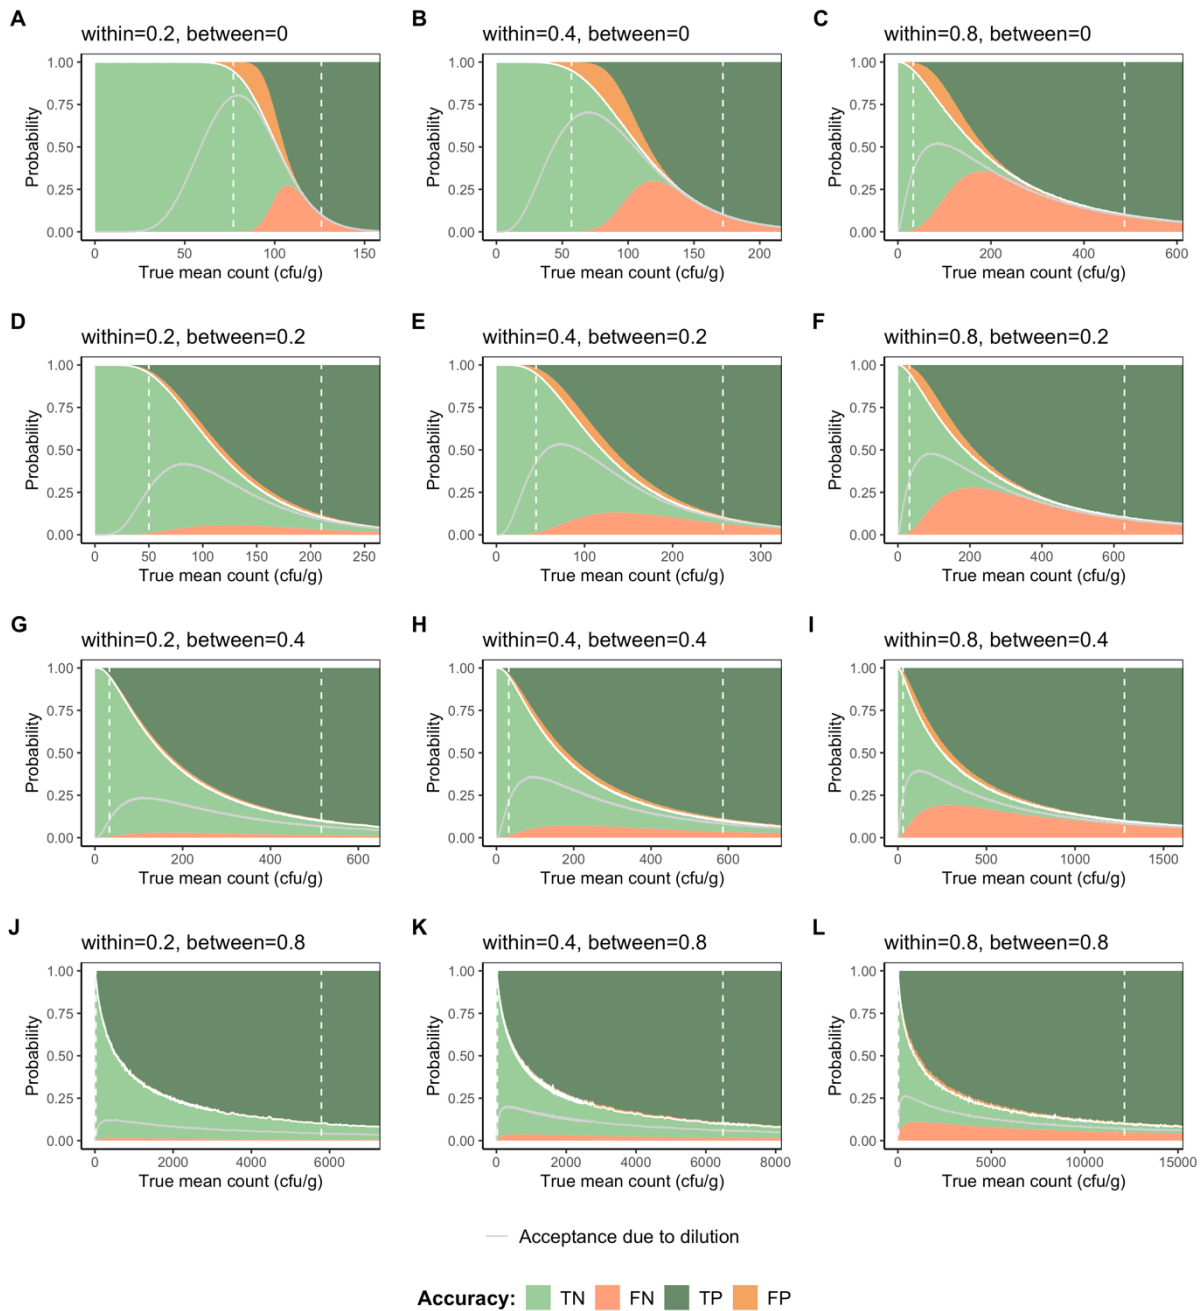 A
within=0.2, between=0
B
within=0.4, between=0
C
within=0.8, between=0
Probability
1.00
0.75
0.50
0.25
0.00
0 50 100 150
True mean count (cfu/g)
Probability
1.00
0.75
0.50
0.25
0.00
0 50 100 150 200
True mean count (cfu/g)
Probability
1.00
0.75
0.50
0.25
0.00
0 200 400 600
True mean count (cfu/g)
D
within=0.2, between=0.2
E
within=0.4, between=0.2
F
within=0.8, between=0.2
Probability
1.00
0.75
0.50
0.25
0.00
0 50 100 150 200 250
True mean count (cfu/g)
Probability
1.00
0.75
0.50
0.25
0.00
0 100 200 300
True mean count (cfu/g)
Probability
1.00
0.75
0.50
0.25
0.00
0 200 400 600
True mean count (cfu/g)
G
within=0.2, between=0.4
H
within=0.4, between=0.4
I
within=0.8, between=0.4
Probability
1.00
0.75
0.50
0.25
0.00
0 200 400 600
True mean count (cfu/g)
Probability
1.00
0.75
0.50
0.25
0.00
0 200 400 600
True mean count (cfu/g)
Probability
1.00
0.75
0.50
0.25
0.00
0 500 1000 1500
True mean count (cfu/g)
J
within=0.2, between=0.8
K
within=0.4, between=0.8
L
within=0.8, between=0.8
Probability
1.00
0.75
0.50
0.25
0.00
0 2000 4000 6000
True mean count (cfu/g)
Probability
1.00
0.75
0.50
0.25
0.00
0 2000 4000 6000 8000
True mean count (cfu/g)
Probability
1.00
0.75
0.50
0.25
0.00
0 5000 10000 15000
True mean count (cfu/g)
Acceptance due to dilution
Accuracy: TN FN TP FP